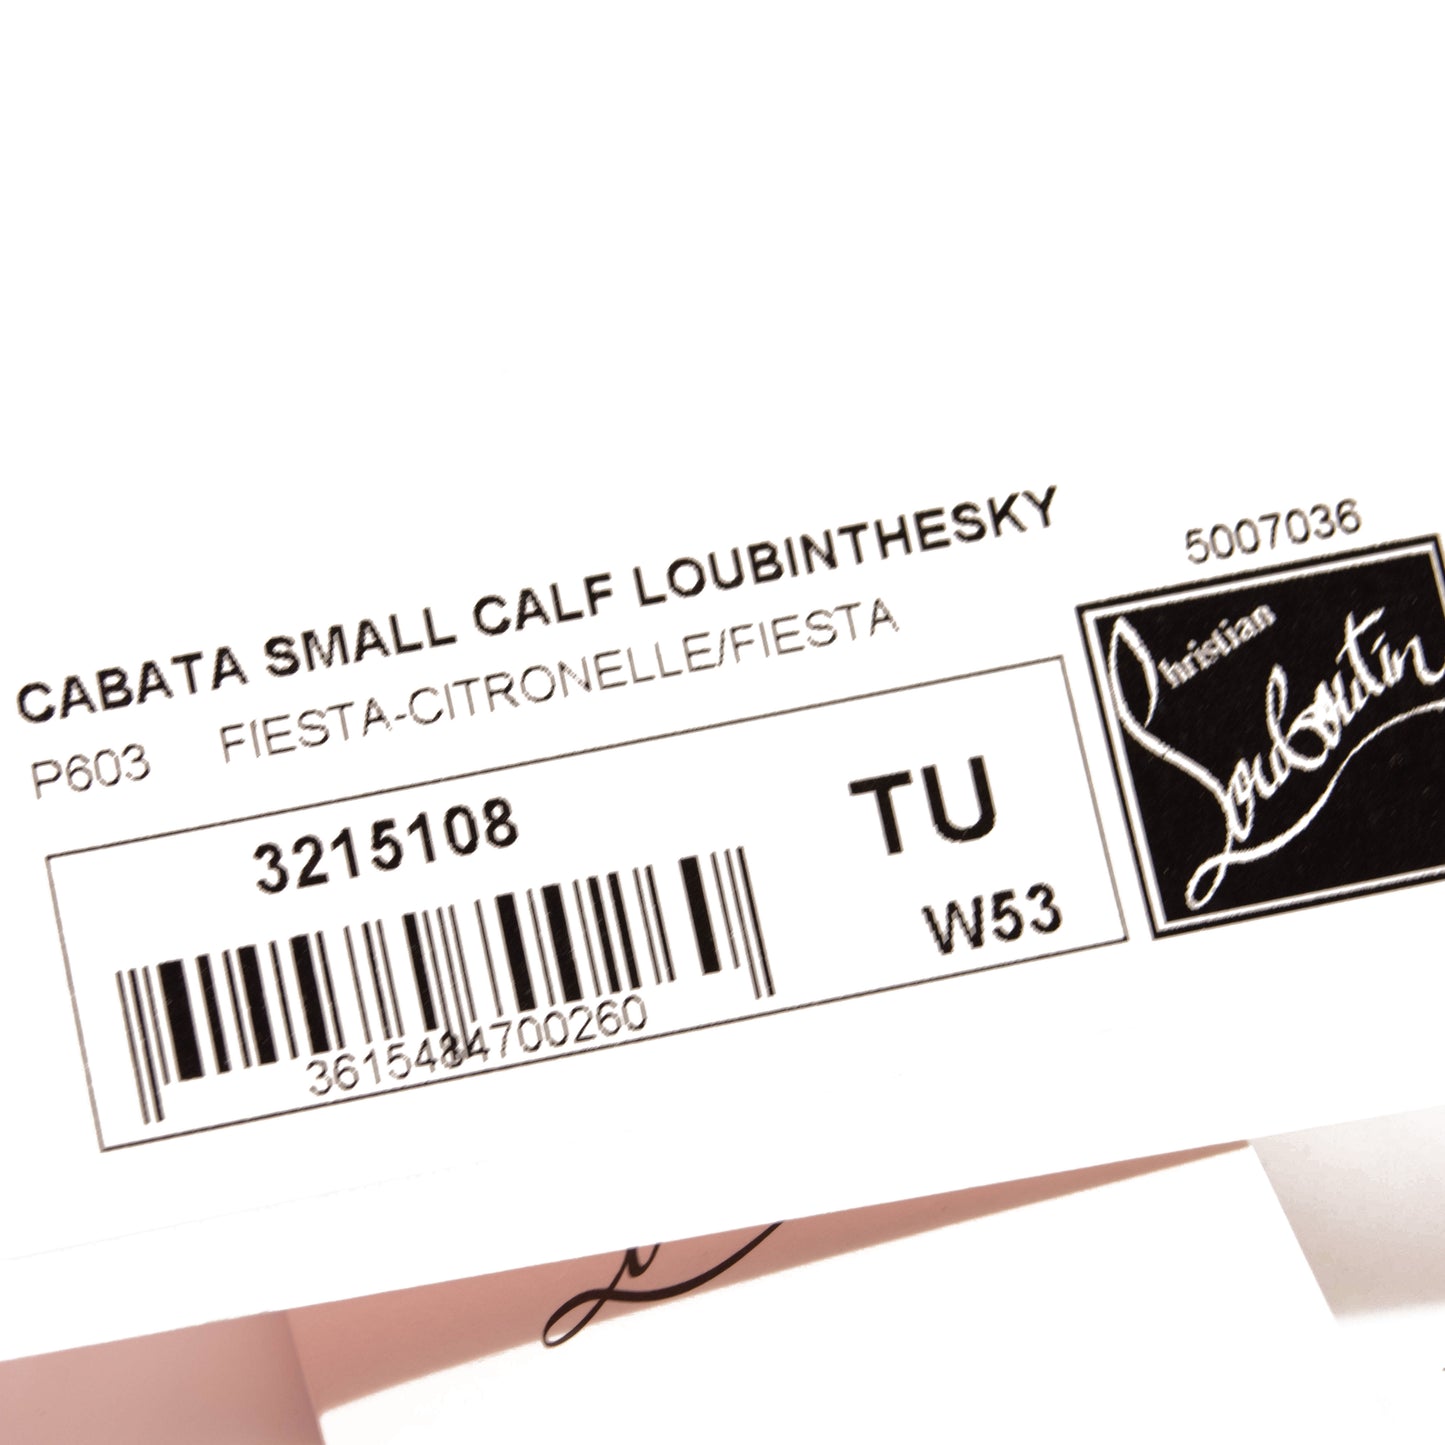 CABATA SMALL CALF LOUBINTHESKY
P603 FIESTA-CITRONELLE/FIESTA
3215108
TU
W53
3615484700260
5007036
Christian
Louboutin